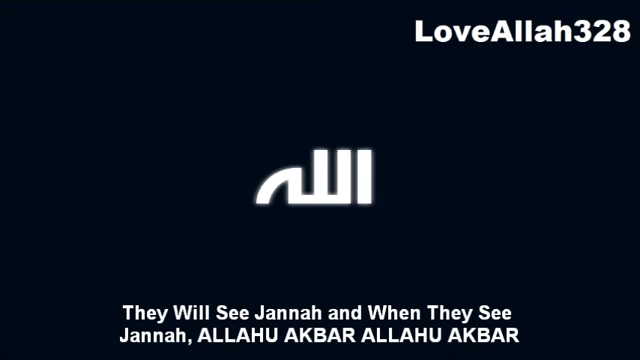 LoveAllah328
الله
They Will See Jannah and When They See
Jannah, ALLAHU AKBAR ALLAHU AKBAR